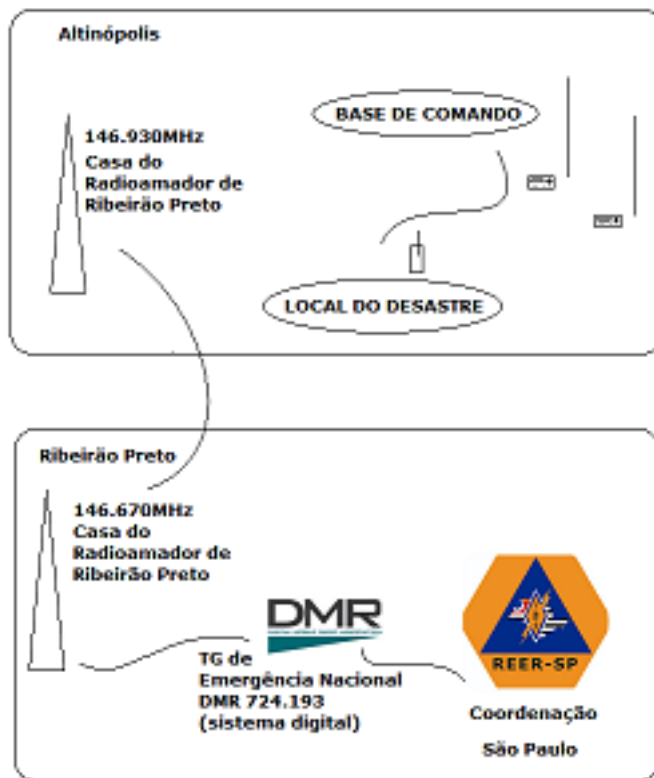 Altinópolis
BASE DE COMANDO
146.930MHz
Casa do
Radioamador de
Ribeirão Preto
LOCAL DO DESASTRE
Ribeirão Preto
146.670MHz
Casa do
Radioamador de
Ribeirão Preto
DMR
TG de
Emergência Nacional
DMR 724.193
(sistema digital)
REER-SP
Coordenação
São Paulo